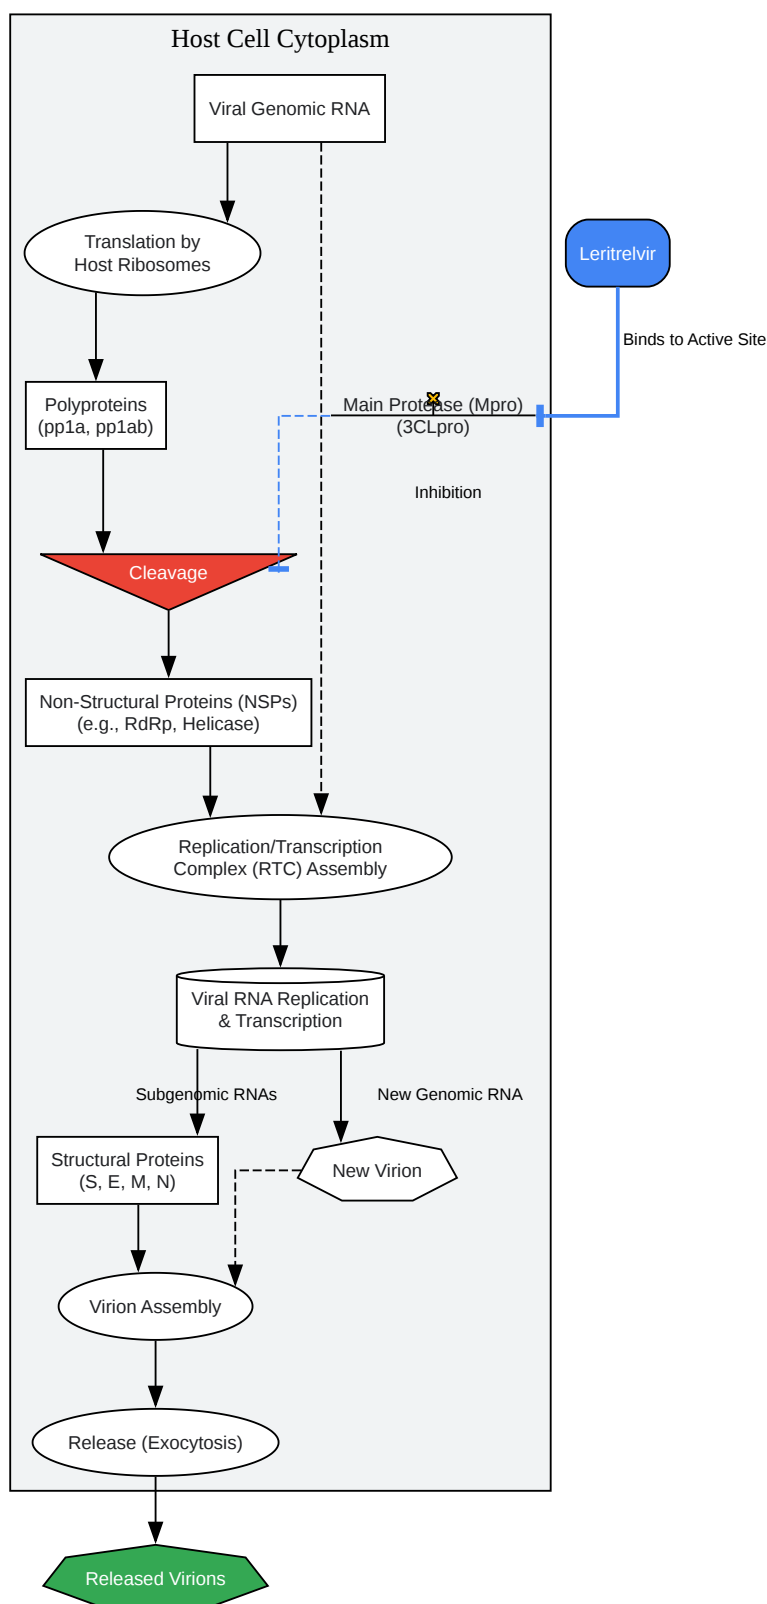 Host Cell Cytoplasm
Viral Genomic RNA
Translation by
Host Ribosomes
Leritrelvir
Binds to Active Site
Polyproteins
(pp1a, pp1ab)
Main Protease (Mpro)
(3CLpro)
Inhibition
Cleavage
Non-Structural Proteins (NSPs)
(e.g., RdRp, Helicase)
Replication/Transcription
Complex (RTC) Assembly
Viral RNA Replication
& Transcription
Subgenomic RNAs
New Genomic RNA
Structural Proteins
(S, E, M, N)
New Virion
Virion Assembly
Release (Exocytosis)
Released Virions